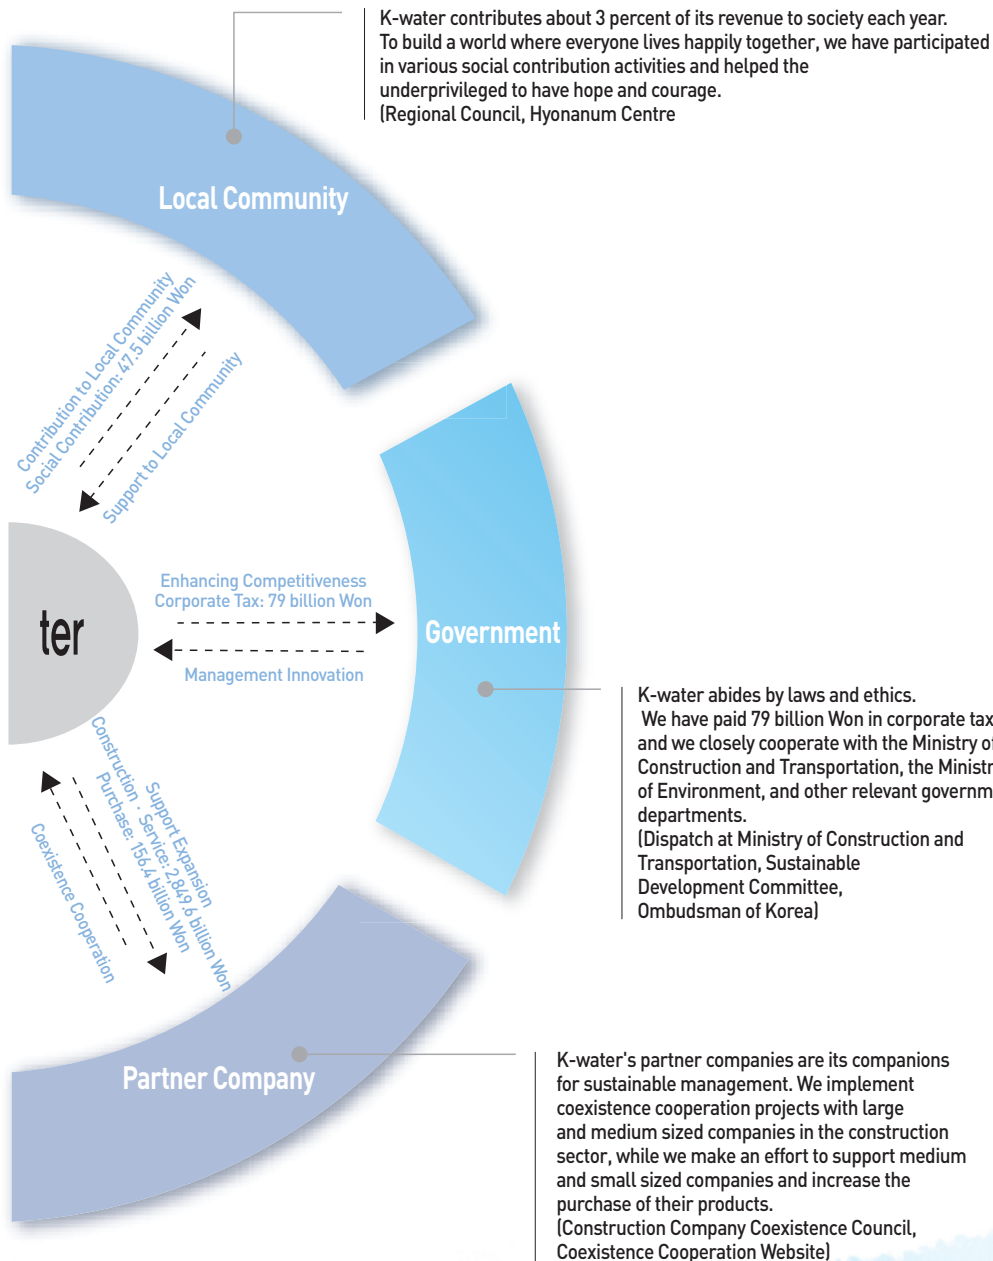 K-water contributes about 3 percent of its revenue to society each year.
To build a world where everyone lives happily together, we have participated
in various social contribution activities and helped the
underprivileged to have hope and courage.
(Regional Council, Hyonanum Centre
Local Community
Contribution to Local Community
Social Contribution: 47.5 billion Won
Support to Local Community
ter
Enhancing Competitiveness
Corporate Tax: 79 billion Won
Management Innovation
Government
K-water abides by laws and ethics.
We have paid 79 billion Won in corporate tax
and we closely cooperate with the Ministry of
Construction and Transportation, the Ministr
of Environment, and other relevant governm
departments.
(Dispatch at Ministry of Construction and
Transportation, Sustainable
Development Committee,
Ombudsman of Korea)
Support Expansion
Construction · Service: 2,849.6 billion Won
Purchase: 156.4 billion Won
Coexistence Cooperation
Partner Company
K-water's partner companies are its companions
for sustainable management. We implement
coexistence cooperation projects with large
and medium sized companies in the construction
sector, while we make an effort to support medium
and small sized companies and increase the
purchase of their products.
(Construction Company Coexistence Council,
Coexistence Cooperation Website)